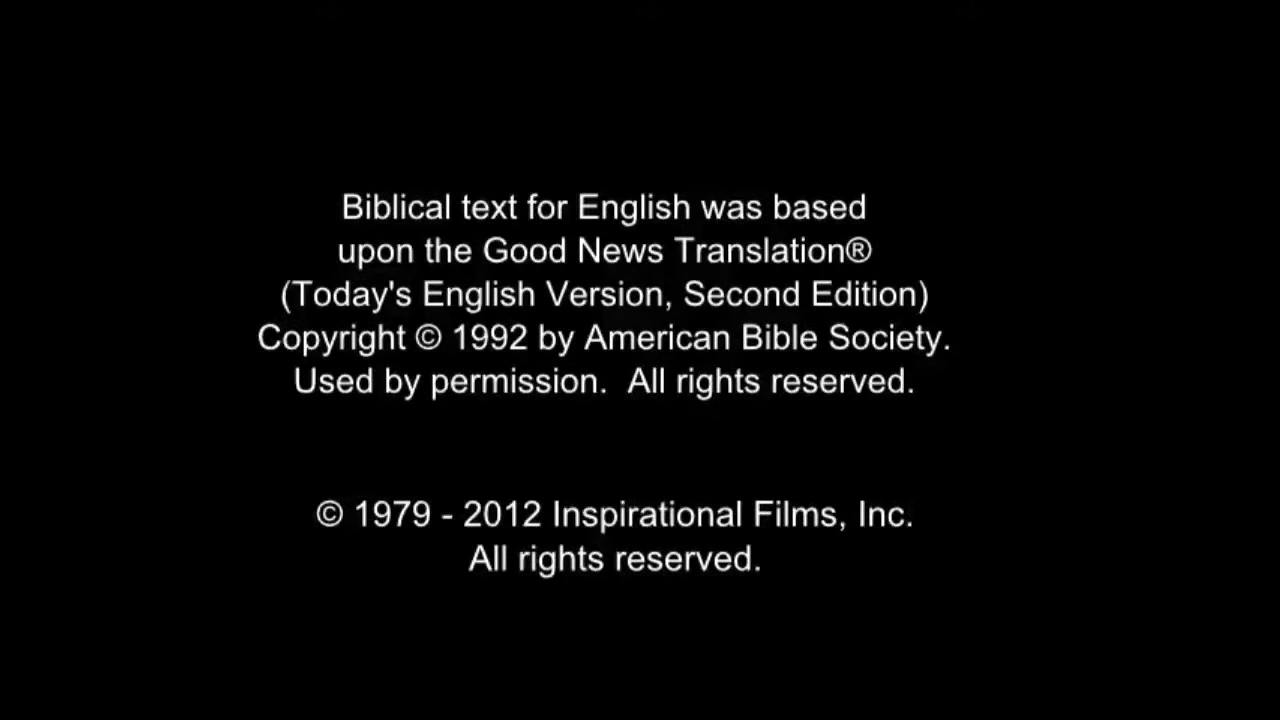 Biblical text for English was based
upon the Good News Translation®
(Today's English Version, Second Edition)
Copyright © 1992 by American Bible Society.
Used by permission.  All rights reserved.
© 1979 - 2012 Inspirational Films, Inc.
All rights reserved.